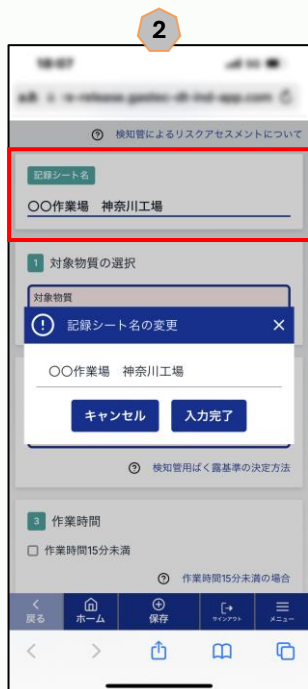 2
18:07
検知管によるリスクアセスメントについて
記録シート名
〇〇作業場 神奈川工場
1 対象物質の選択
対象物質
記録シート名の変更
〇〇作業場 神奈川工場
キャンセル 入力完了
検知管用ばく露基準の決定方法
3 作業時間
作業時間15分未満
作業時間15分未満の場合
戻る ホーム 保存 サインアウト メニュー